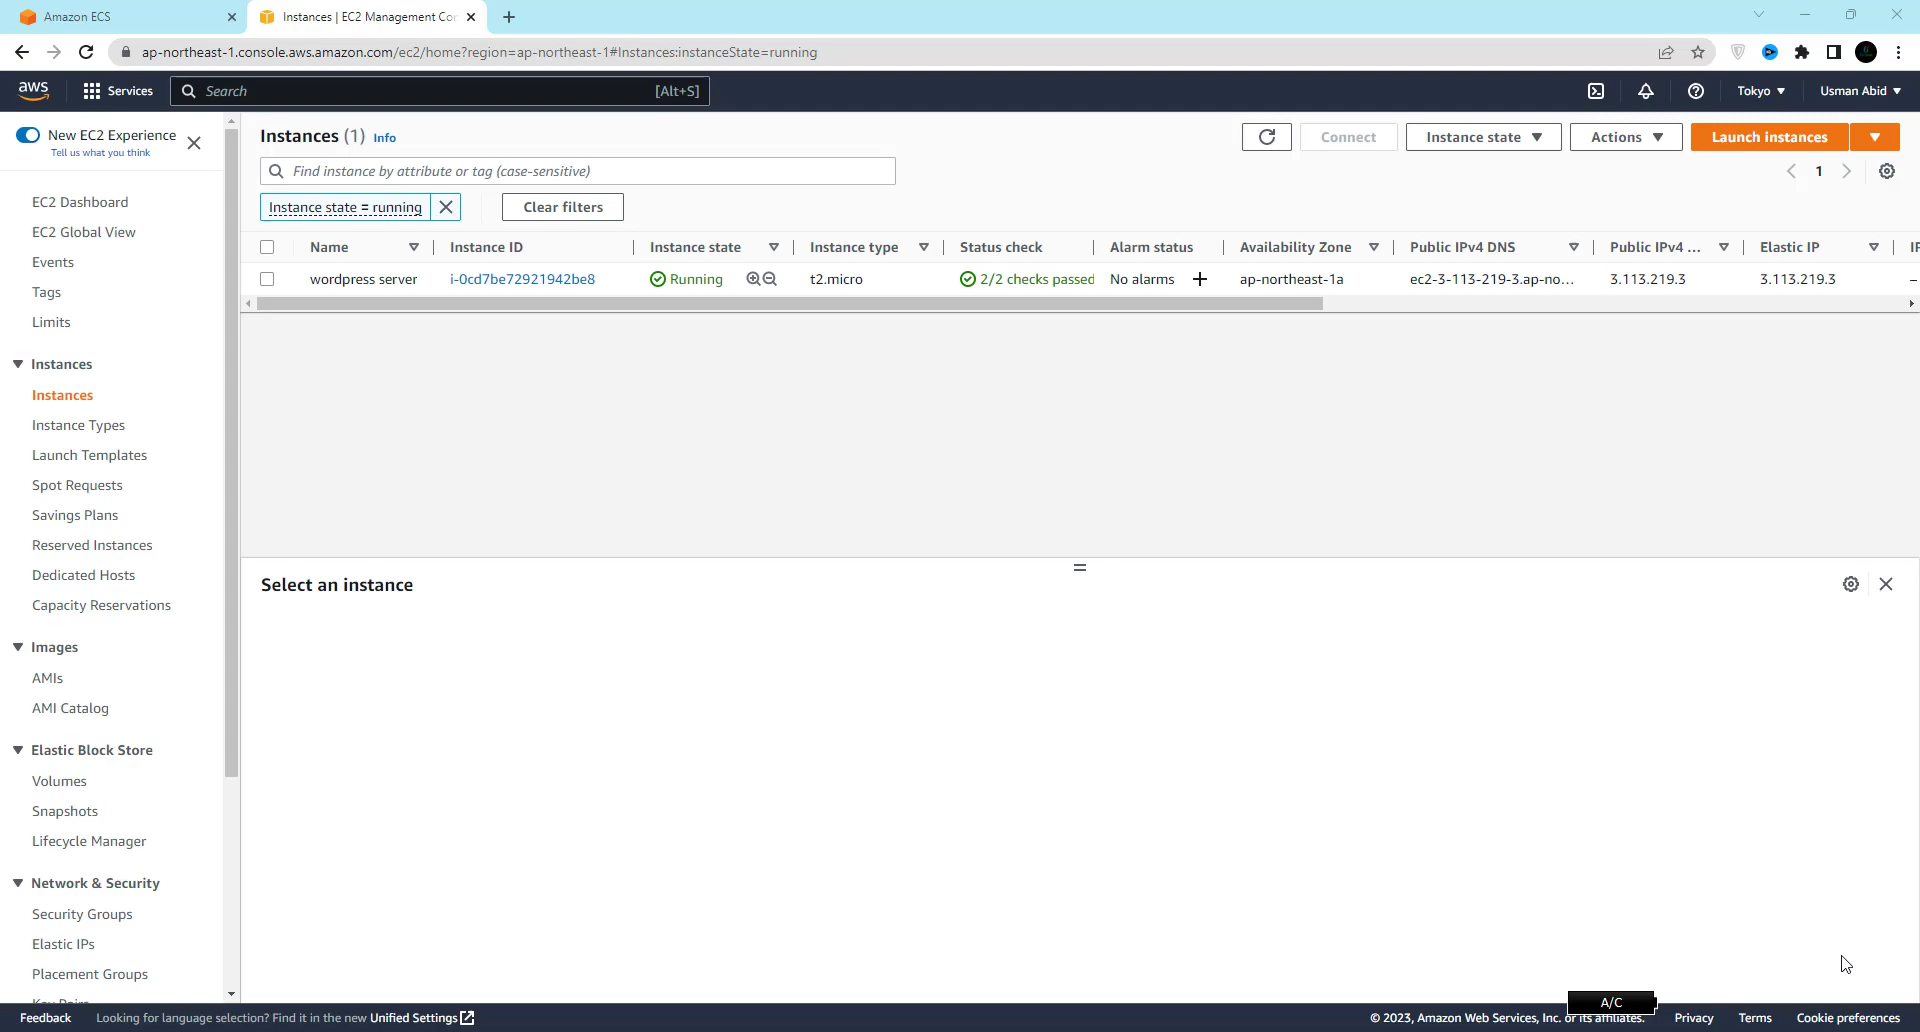 Amazon ECS
Instances | EC2 Management Con
ap-northeast-1.console.aws.amazon.com/ec2/home?region=ap-northeast-1#Instances:instanceState=running
aws
Services
Search
[Alt+S]
Tokyo
Usman Abid
New EC2 Experience
Tell us what you think
EC2 Dashboard
EC2 Global View
Events
Tags
Limits
Instances
Instances
Instance Types
Launch Templates
Spot Requests
Savings Plans
Reserved Instances
Dedicated Hosts
Capacity Reservations
Images
AMIs
AMI Catalog
Elastic Block Store
Volumes
Snapshots
Lifecycle Manager
Network & Security
Security Groups
Elastic IPs
Placement Groups
Key Pairs
Instances (1) Info
Connect
Instance state
Actions
Launch instances
Find instance by attribute or tag (case-sensitive)
1
Instance state = running
Clear filters
Name Instance ID Instance state Instance type Status check Alarm status Availability Zone Public IPv4 DNS Public IPv4 ... Elastic IP IP
wordpress server i-0cd7be72921942be8 Running t2.micro 2/2 checks passed No alarms + ap-northeast-1a ec2-3-113-219-3.ap-no... 3.113.219.3 3.113.219.3 –
Select an instance
A/C
Feedback
Looking for language selection? Find it in the new Unified Settings
© 2023, Amazon Web Services, Inc. or its affiliates.
Privacy
Terms
Cookie preferences